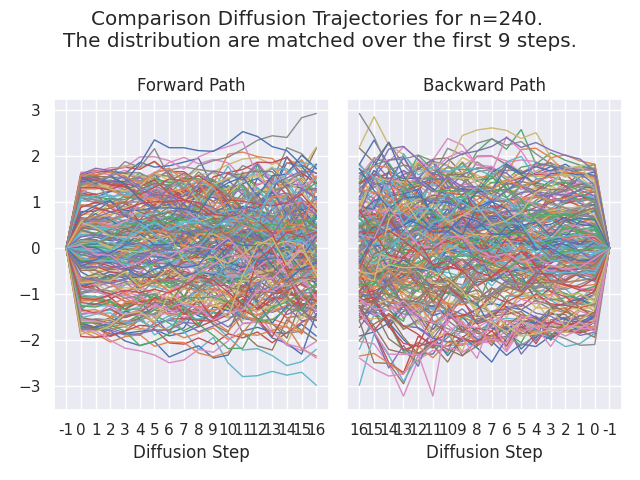 Comparison Diffusion Trajectories for n=240.
The distribution are matched over the first 9 steps.
Forward Path
Backward Path
3
2
1
0
−1
−2
−3
-1 0 1 2 3 4 5 6 7 8 9 10 11 12 13 14 15 16
16 15 14 13 12 11 10 9 8 7 6 5 4 3 2 1 0 -1
Diffusion Step
Diffusion Step